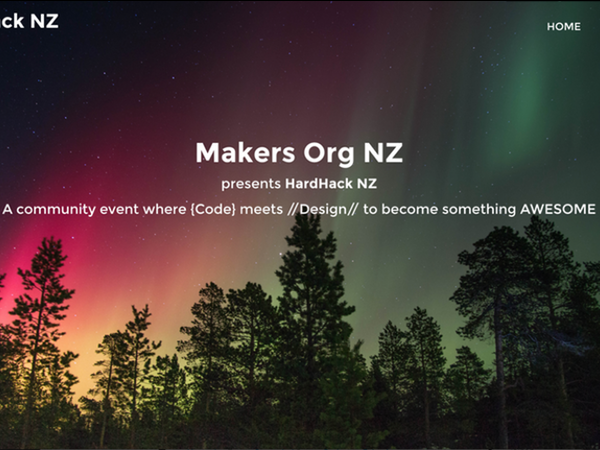 ck NZ
HOME
Makers Org NZ
presents HardHack NZ
A community event where {Code} meets //Design// to become something AWESOME